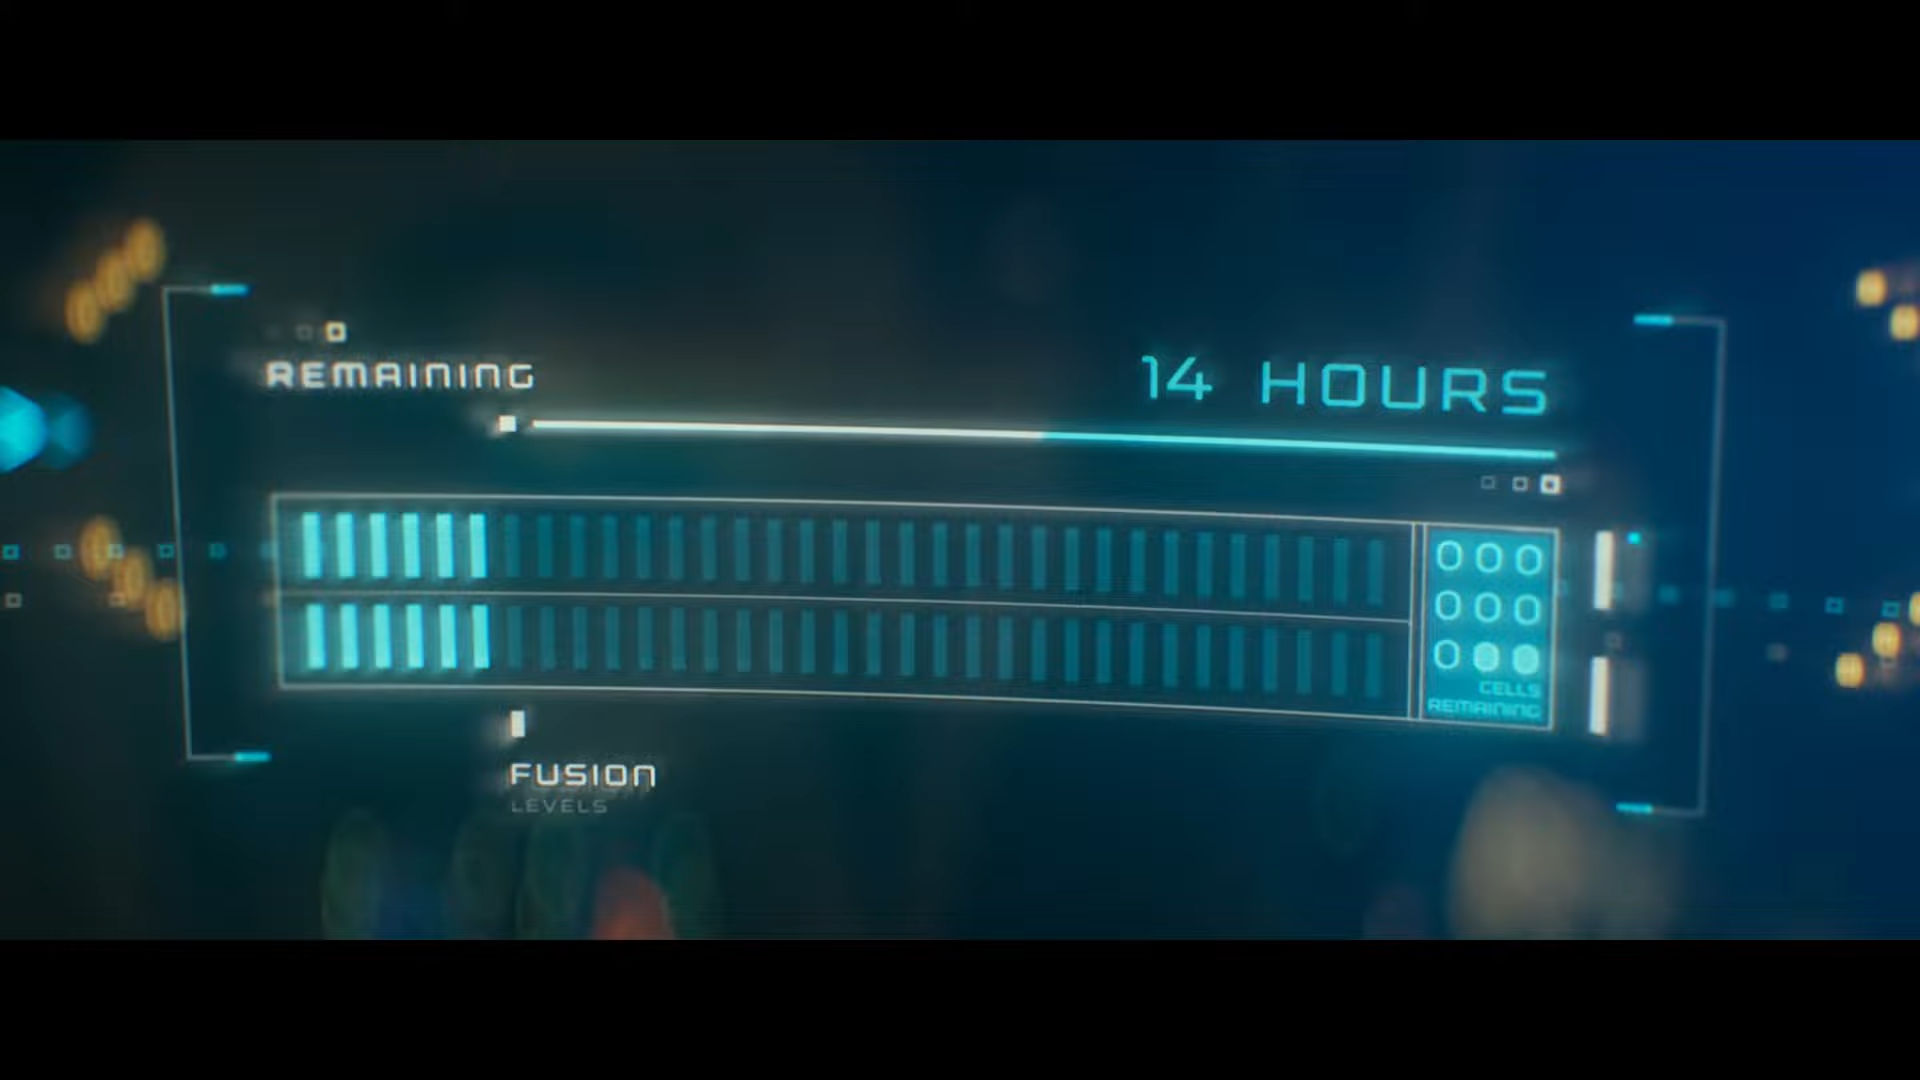 REMAINING
14 HOURS
CELLS
REMAINING
FUSION
LEVELS